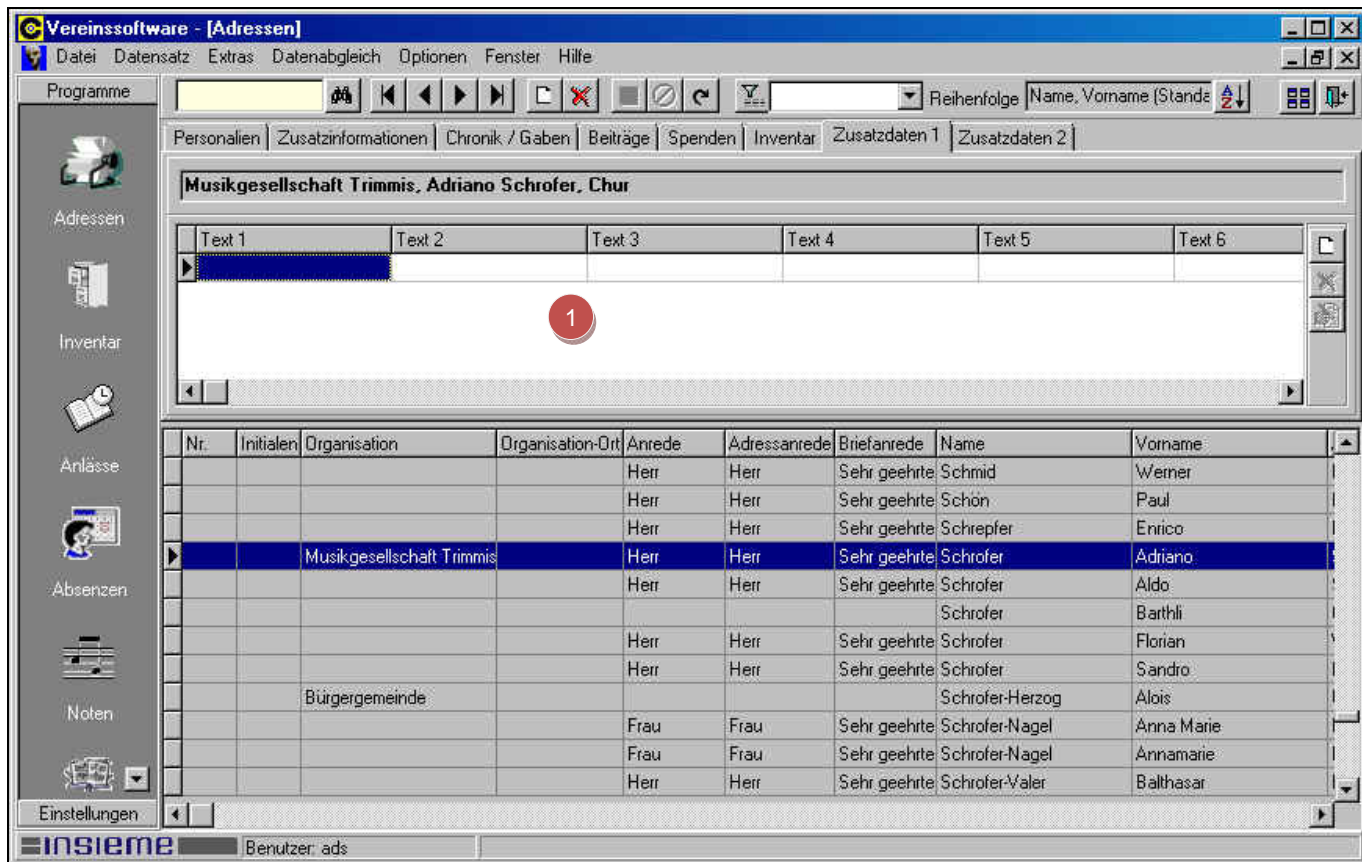 Vereinssoftware - [Adressen]
Datei Datensatz Extras Datenabgleich Optionen Fenster Hilfe
Programme
Reihenfolge Name, Vorname (Standa
Personalien Zusatzinformationen Chronik / Gaben Beiträge Spenden Inventar Zusatzdaten 1 Zusatzdaten 2
Musikgesellschaft Trimmis, Adriano Schrofer, Chur
Adressen
Text 1 Text 2 Text 3 Text 4 Text 5 Text 6
1
Inventar
Nr. Initialen Organisation Organisation-Ort Anrede Adressanrede Briefanrede Name Vorname
Herr Herr Sehr geehrte Schmid Werner
Anlässe
Herr Herr Sehr geehrte Schön Paul
Herr Herr Sehr geehrte Schrepfer Enrico
Musikgesellschaft Trimmis Herr Herr Sehr geehrte Schrofer Adriano
Herr Herr Sehr geehrte Schrofer Aldo
Absenzen
Schrofer Barthli
Herr Herr Sehr geehrte Schrofer Florian
Herr Herr Sehr geehrte Schrofer Sandro
Bürgergemeinde Schrofer-Herzog Alois
Noten
Frau Frau Sehr geehrte Schrofer-Nagel Anna Marie
Frau Frau Sehr geehrte Schrofer-Nagel Annamarie
Herr Herr Sehr geehrte Schrofer-Valer Balthasar
Einstellungen
INSIEME Benutzer: ads